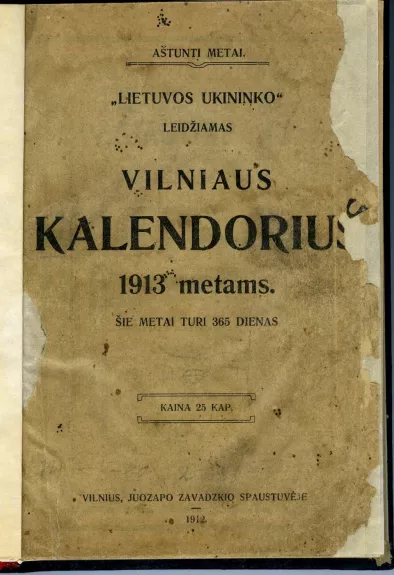 AŠTUNTI METAI.
„LIETUVOS UKININKO“
LEIDŽIAMAS
VILNIAUS
KALENDORIUS
1913 metams.
ŠIE METAI TURI 365 DIENAS
KAINA 25 KAP.
VILNIUS, JUOZAPO ZAVADZKIO SPAUSTUVĖJE
1912.